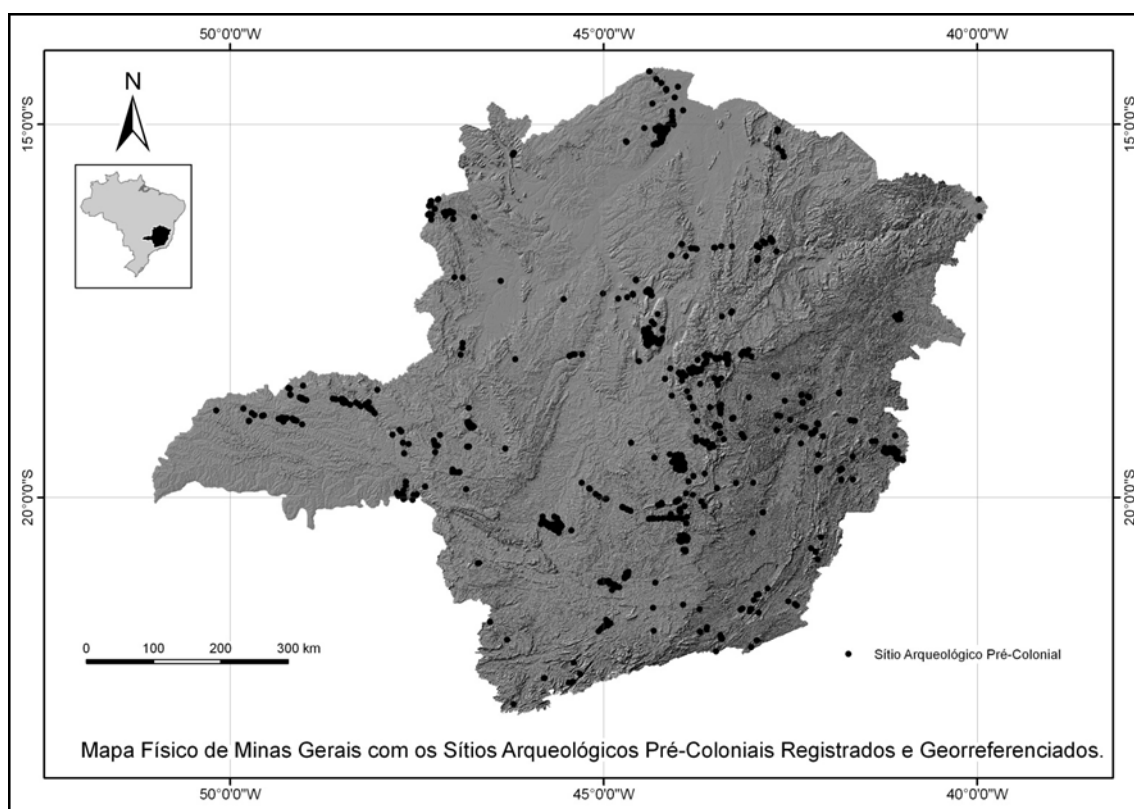 50°0'0"W 45°0'0"W 40°0'0"W
N
15°0'0"S 15°0'0"S
20°0'0"S 20°0'0"S
0 100 200 300 km
Sítio Arqueológico Pré-Colonial
Mapa Físico de Minas Gerais com os Sítios Arqueológicos Pré-Coloniais Registrados e Georreferenciados.
50°0'0"W 45°0'0"W 40°0'0"W